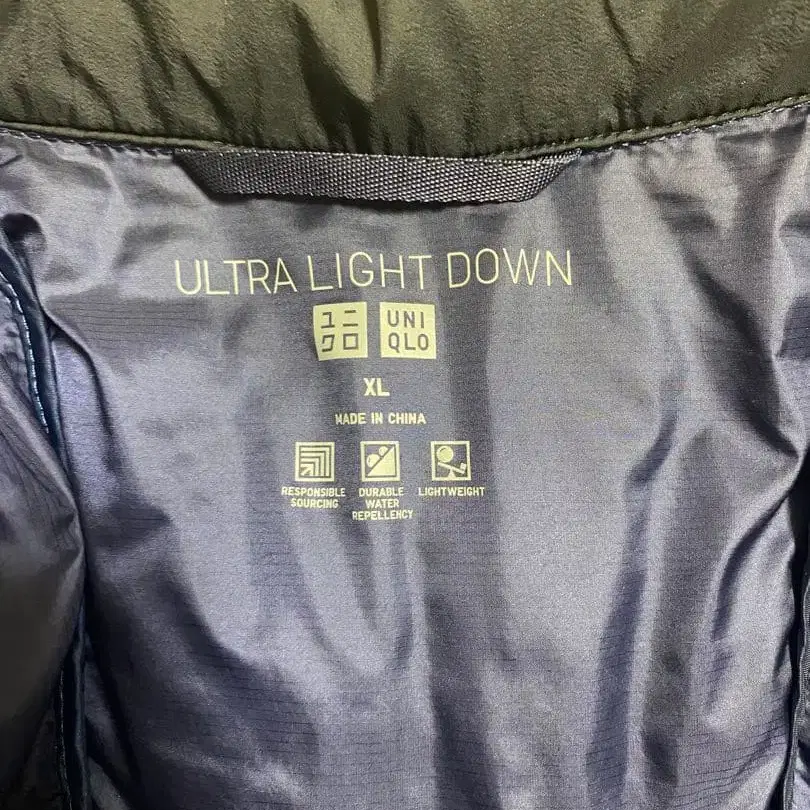 ULTRA LIGHT DOWN
ユニ UNI
クロ QLO
XL
MADE IN CHINA
RESPONSIBLE DURABLE LIGHTWEIGHT
SOURCING WATER
REPELLENCY